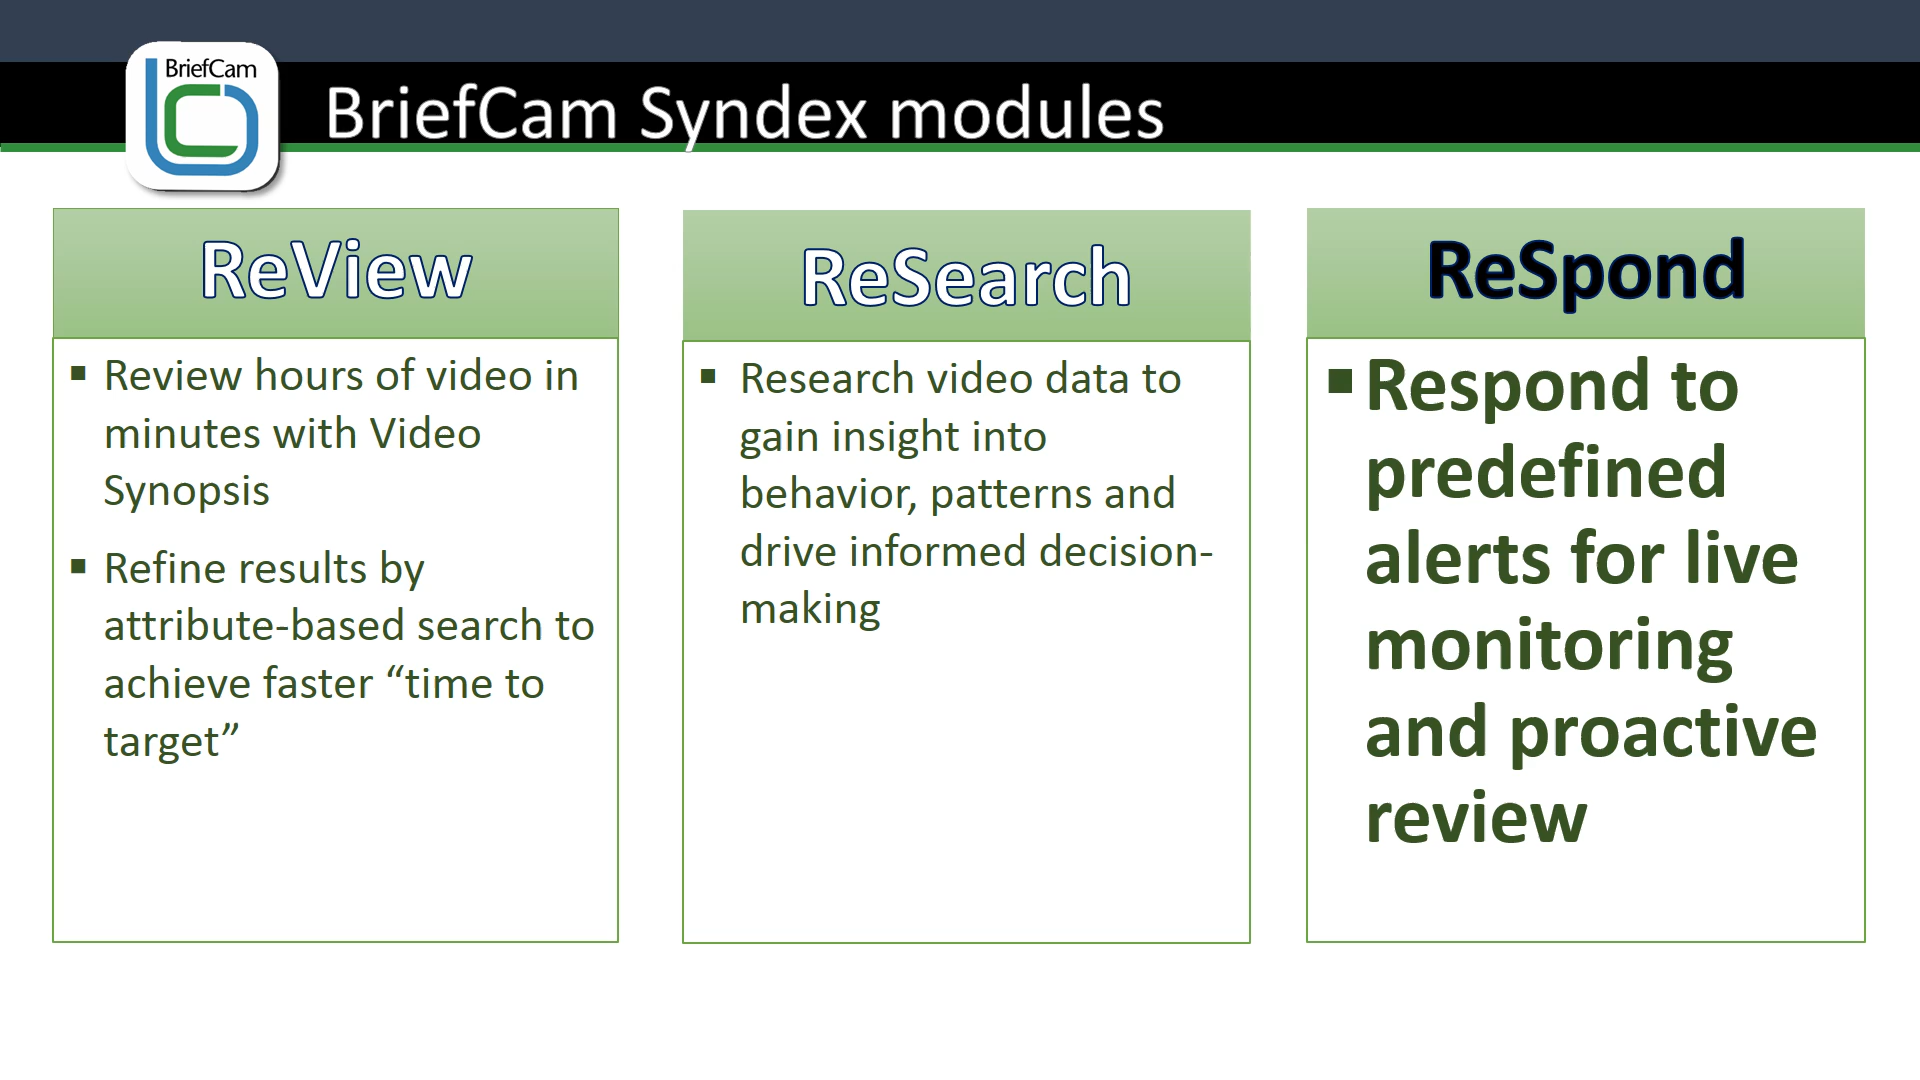 BriefCam
BriefCam Syndex modules
ReView
▪ Review hours of video in
minutes with Video
Synopsis
▪ Refine results by
attribute-based search to
achieve faster “time to
target”
ReSearch
▪ Research video data to
gain insight into
behavior, patterns and
drive informed decision-
making
ReSpond
▪ Respond to
predefined
alerts for live
monitoring
and proactive
review